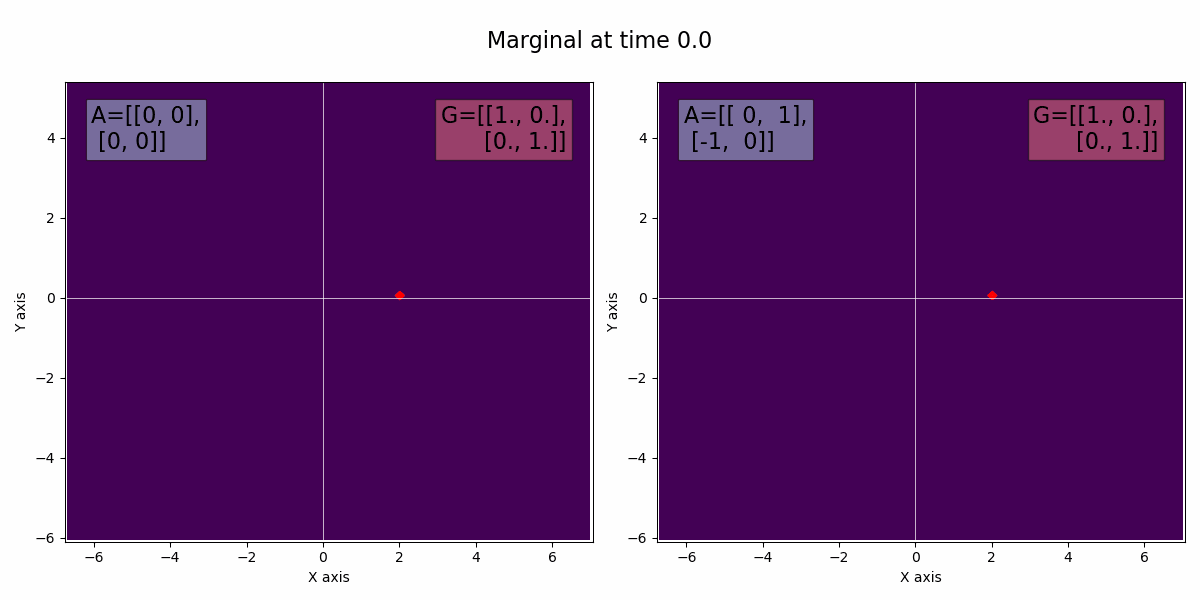 Marginal at time 0.0
A=[[0, 0],
[0, 0]]
G=[[1., 0.],
[0., 1.]]
4
2
0
−2
−4
−6
Y axis
−6 −4 −2 0 2 4 6
X axis
A=[[ 0,  1],
[-1,  0]]
G=[[1., 0.],
[0., 1.]]
4
2
0
−2
−4
−6
Y axis
−6 −4 −2 0 2 4 6
X axis